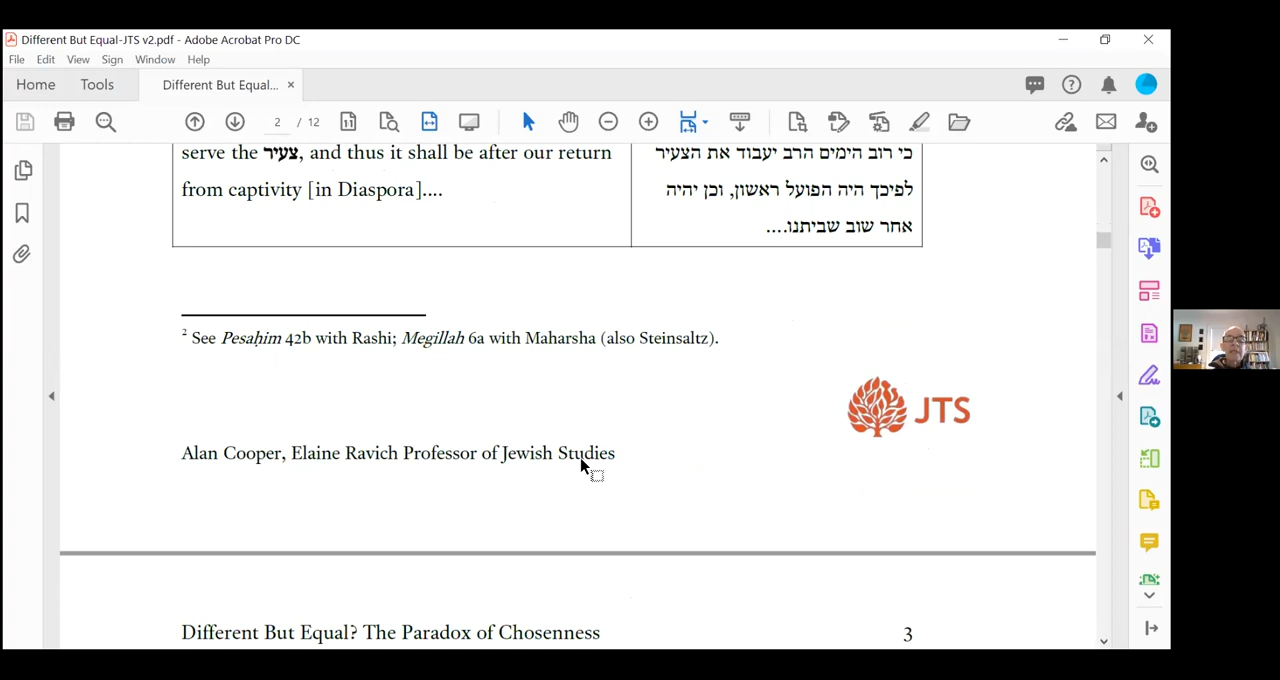 Different But Equal-JTS v2.pdf - Adobe Acrobat Pro DC
File Edit View Sign Window Help
Home Tools Different But Equal... ×
2 / 12
serve the צעיר, and thus it shall be after our return
from captivity [in Diaspora]....
כי רוב הימים הרב יעבוד את הצעיר
לפיכך היה הפועל ראשון, וכן יהיה
אחר שוב שביתנו....
2 See Pesaḥim 42b with Rashi; Megillah 6a with Maharsha (also Steinsaltz).
JTS
Alan Cooper, Elaine Ravich Professor of Jewish Studies
Different But Equal? The Paradox of Chosenness 3